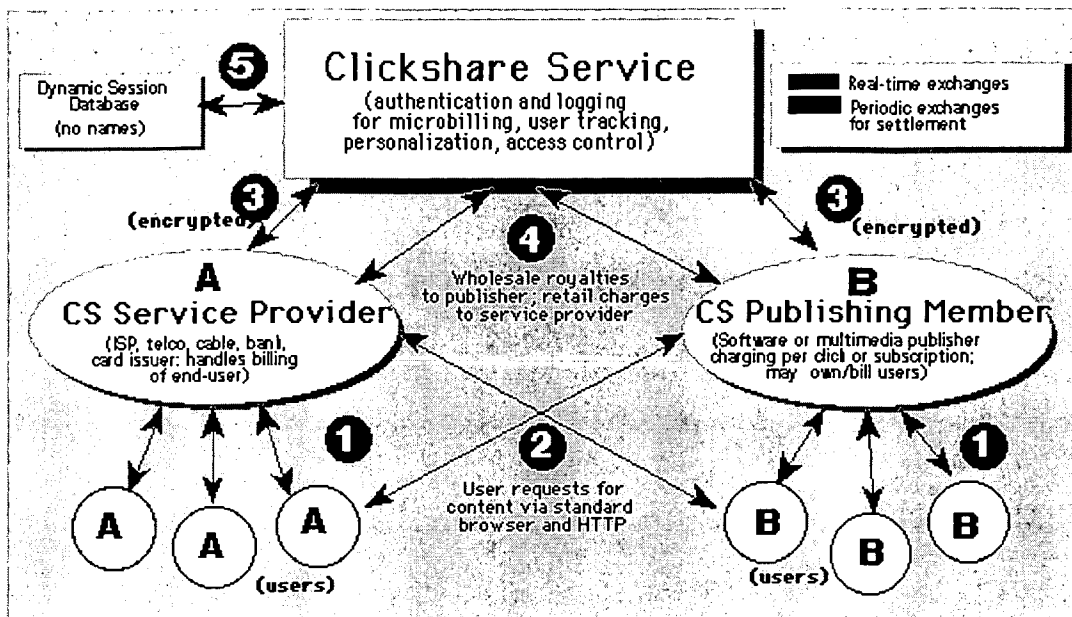 Clickshare Service
(authentication and logging
for microbilling, user tracking,
personalization, access control)
5
Dynamic Session
Database
(no names)
Real-time exchanges
Periodic exchanges
for settlement
3
(encrypted)
3
(encrypted)
4
Wholesale royalties
to publisher; retail charges
to service provider
A
CS Service Provider
(ISP, telco, cable, bank,
card issuer: handles billing
of end-user)
B
CS Publishing Member
(Software or multimedia publisher
charging per click or subscription;
may own/bill users)
1
2
1
User requests for
content via standard
browser and HTTP
A
A
A
(users)
B
B
B
(users)